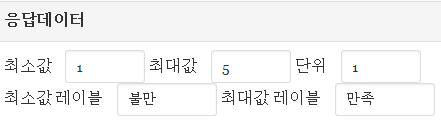 응답데이터
최소값 1 최대값 5 단위 1
최소값 레이블 불만 최대값 레이블 만족